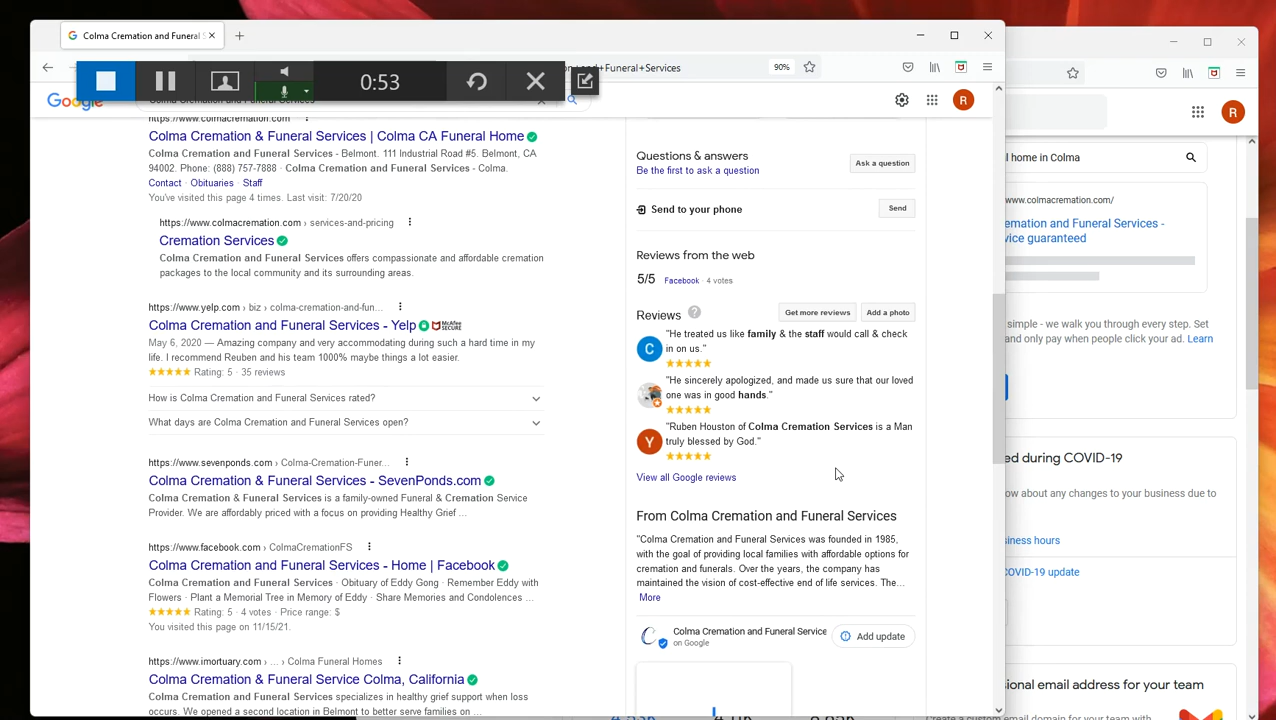 Colma Cremation and Funeral S
0:53
and+Funeral+Services
90%
Google
Colma Cremation and Funeral Services
R
R
https://www.colmacremation.com
Colma Cremation & Funeral Services | Colma CA Funeral Home
Colma Cremation and Funeral Services - Belmont. 111 Industrial Road #5. Belmont, CA
94002. Phone: (888) 757-7888 · Colma Cremation and Funeral Services - Colma.
Contact · Obituaries · Staff
You've visited this page 4 times. Last visit: 7/20/20
https://www.colmacremation.com › services-and-pricing
Cremation Services
Colma Cremation and Funeral Services offers compassionate and affordable cremation
packages to the local community and its surrounding areas.
https://www.yelp.com › biz › colma-cremation-and-fun...
Colma Cremation and Funeral Services - Yelp
McAfee
SECURE
May 6, 2020 — Amazing company and very accommodating during such a hard time in my
life. I recommend Reuben and his team 1000% maybe things a lot easier.
Rating: 5 · 35 reviews
How is Colma Cremation and Funeral Services rated?
What days are Colma Cremation and Funeral Services open?
https://www.sevenponds.com › Colma-Cremation-Funer...
Colma Cremation & Funeral Services - SevenPonds.com
Colma Cremation & Funeral Services is a family-owned Funeral & Cremation Service
Provider. We are affordably priced with a focus on providing Healthy Grief ...
https://www.facebook.com › ColmaCremationFS
Colma Cremation and Funeral Services - Home | Facebook
Colma Cremation and Funeral Services · Obituary of Eddy Gong · Remember Eddy with
Flowers · Plant a Memorial Tree in Memory of Eddy · Share Memories and Condolences ...
Rating: 5 · 4 votes · Price range: $
You visited this page on 11/15/21.
https://www.imortuary.com › ... › Colma Funeral Homes
Colma Cremation & Funeral Service Colma, California
Colma Cremation & Funeral Services specializes in healthy grief support when loss
occurs. We opened a second location in Belmont to better serve families on ...
Questions & answers
Be the first to ask a question
Ask a question
Send to your phone
Send
Reviews from the web
5/5 Facebook · 4 votes
Reviews ?
Get more reviews
Add a photo
C
"He treated us like family & the staff would call & check
in on us."
"He sincerely apologized, and made us sure that our loved
one was in good hands."
Y
"Ruben Houston of Colma Cremation Services is a Man
truly blessed by God."
View all Google reviews
From Colma Cremation and Funeral Services
"Colma Cremation and Funeral Services was founded in 1985,
with the goal of providing local families with affordable options for
cremation and funerals. Over the years, the company has
maintained the vision of cost-effective end of life services. The...
More
Colma Cremation and Funeral Service
on Google
Add update
l home in Colma
www.colmacremation.com/
emation and Funeral Services -
vice guaranteed
simple - we walk you through every step. Set
and only pay when people click your ad. Learn
ed during COVID-19
now about any changes to your business due to
siness hours
COVID-19 update
sional email address for your team